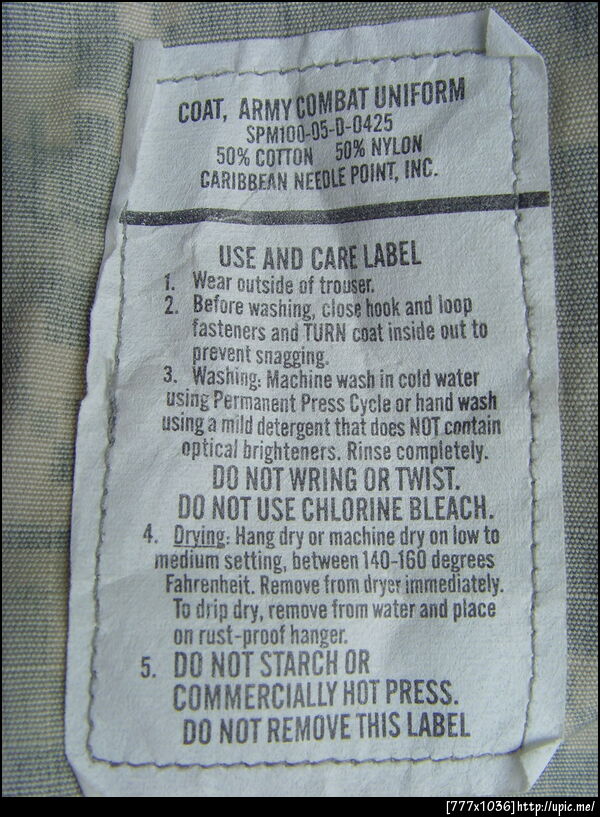 COAT, ARMY COMBAT UNIFORM
SPM100-05-D-0425
50% COTTON 50% NYLON
CARIBBEAN NEEDLE POINT, INC.
USE AND CARE LABEL
1. Wear outside of trouser.
2. Before washing, close hook and loop
fasteners and TURN coat inside out to
prevent snagging.
3. Washing: Machine wash in cold water
using Permanent Press Cycle or hand wash
using a mild detergent that does NOT contain
optical brighteners. Rinse completely.
DO NOT WRING OR TWIST.
DO NOT USE CHLORINE BLEACH.
4. Drying: Hang dry or machine dry on low to
medium setting, between 140-160 degrees
Fahrenheit. Remove from dryer immediately.
To drip dry, remove from water and place
on rust-proof hanger.
5. DO NOT STARCH OR
COMMERCIALLY HOT PRESS.
DO NOT REMOVE THIS LABEL
[777x1036]http://upic.me/